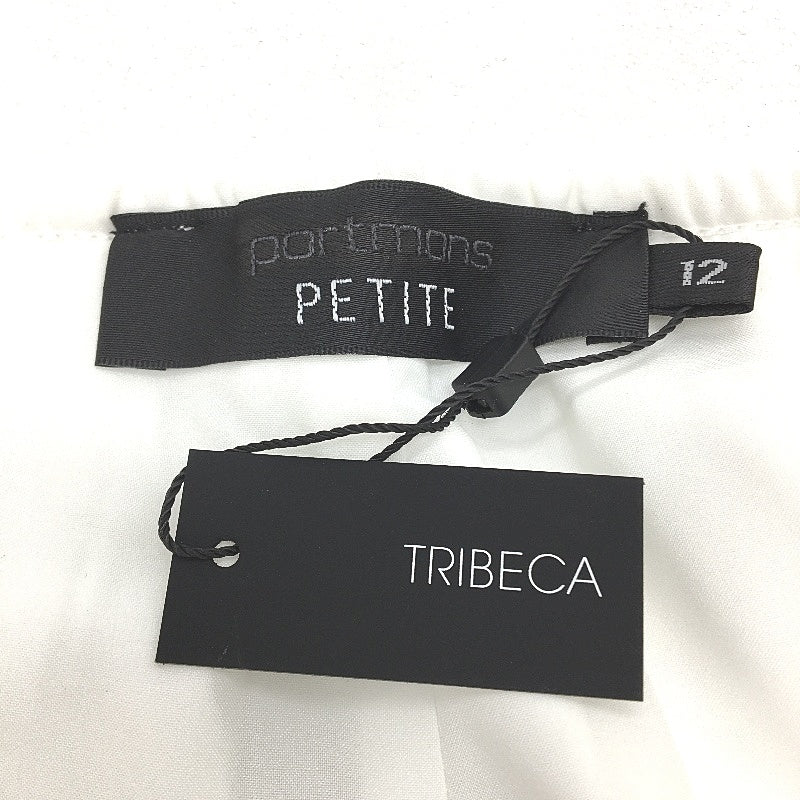 portmans
PETITE
12
TRIBECA